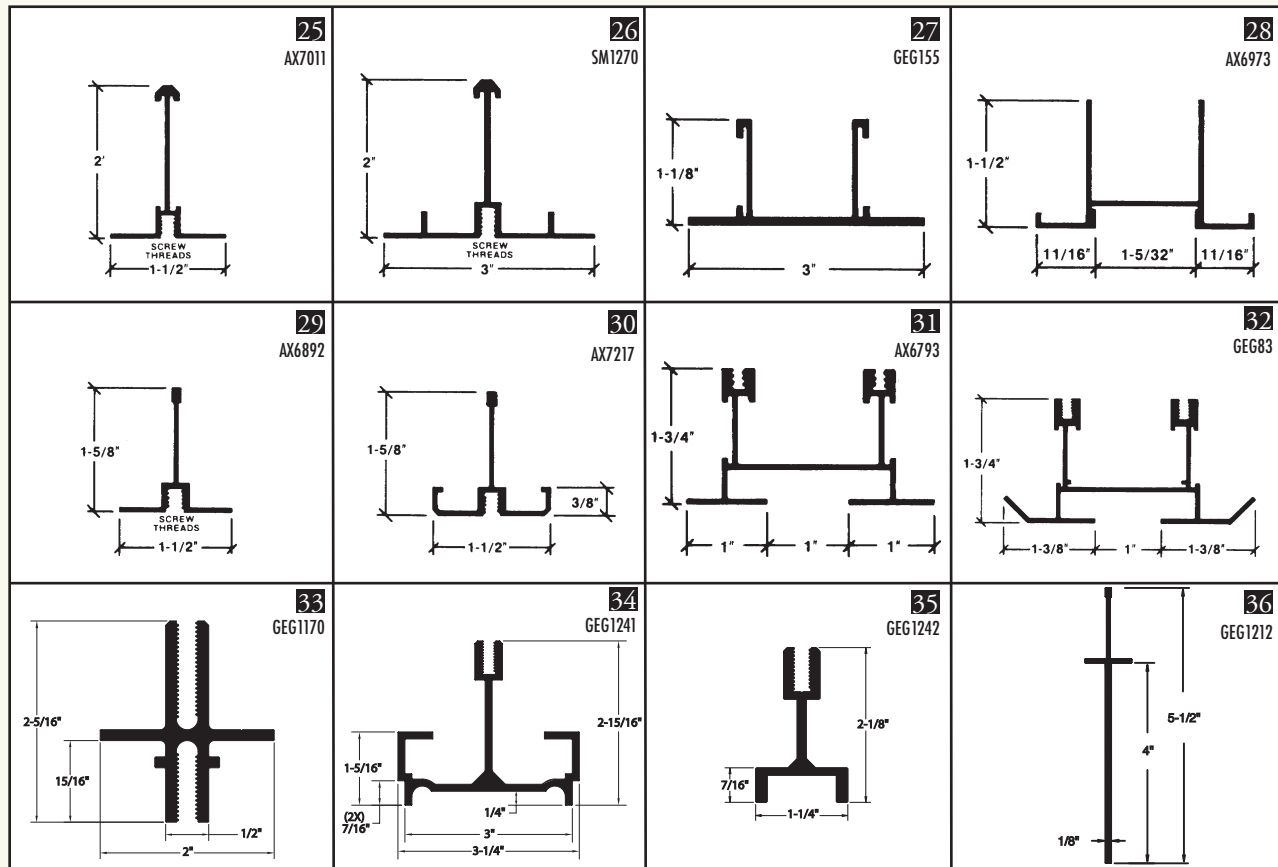 25
AX7011
2'
SCREW
THREADS
1-1/2"
26
SM1270
2"
SCREW
THREADS
3"
27
GEG155
1-1/8"
3"
28
AX6973
1-1/2"
11/16" 1-5/32" 11/16"
29
AX6892
1-5/8"
SCREW
THREADS
1-1/2"
30
AX7217
1-5/8"
3/8"
1-1/2"
31
AX6793
1-3/4"
1" 1" 1"
32
GEG83
1-3/4"
1-3/8" 1" 1-3/8"
33
GEG1170
2-5/16"
15/16"
1/2"
2"
34
GEG1241
2-15/16"
1-5/16"
(2X)
7/16"
1/4"
3"
3-1/4"
35
GEG1242
2-1/8"
7/16"
1-1/4"
36
GEG1212
5-1/2"
4"
1/8"